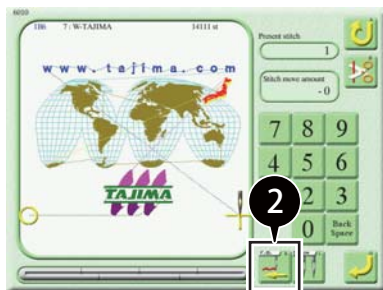 6010
1B6 7 : W-TAJIMA 14111 st
www.tajima.com
TAJIMA
Present stitch
1
Stitch move amount
- 0
7 8 9
4 5 6
2 2 3
0 Back Space